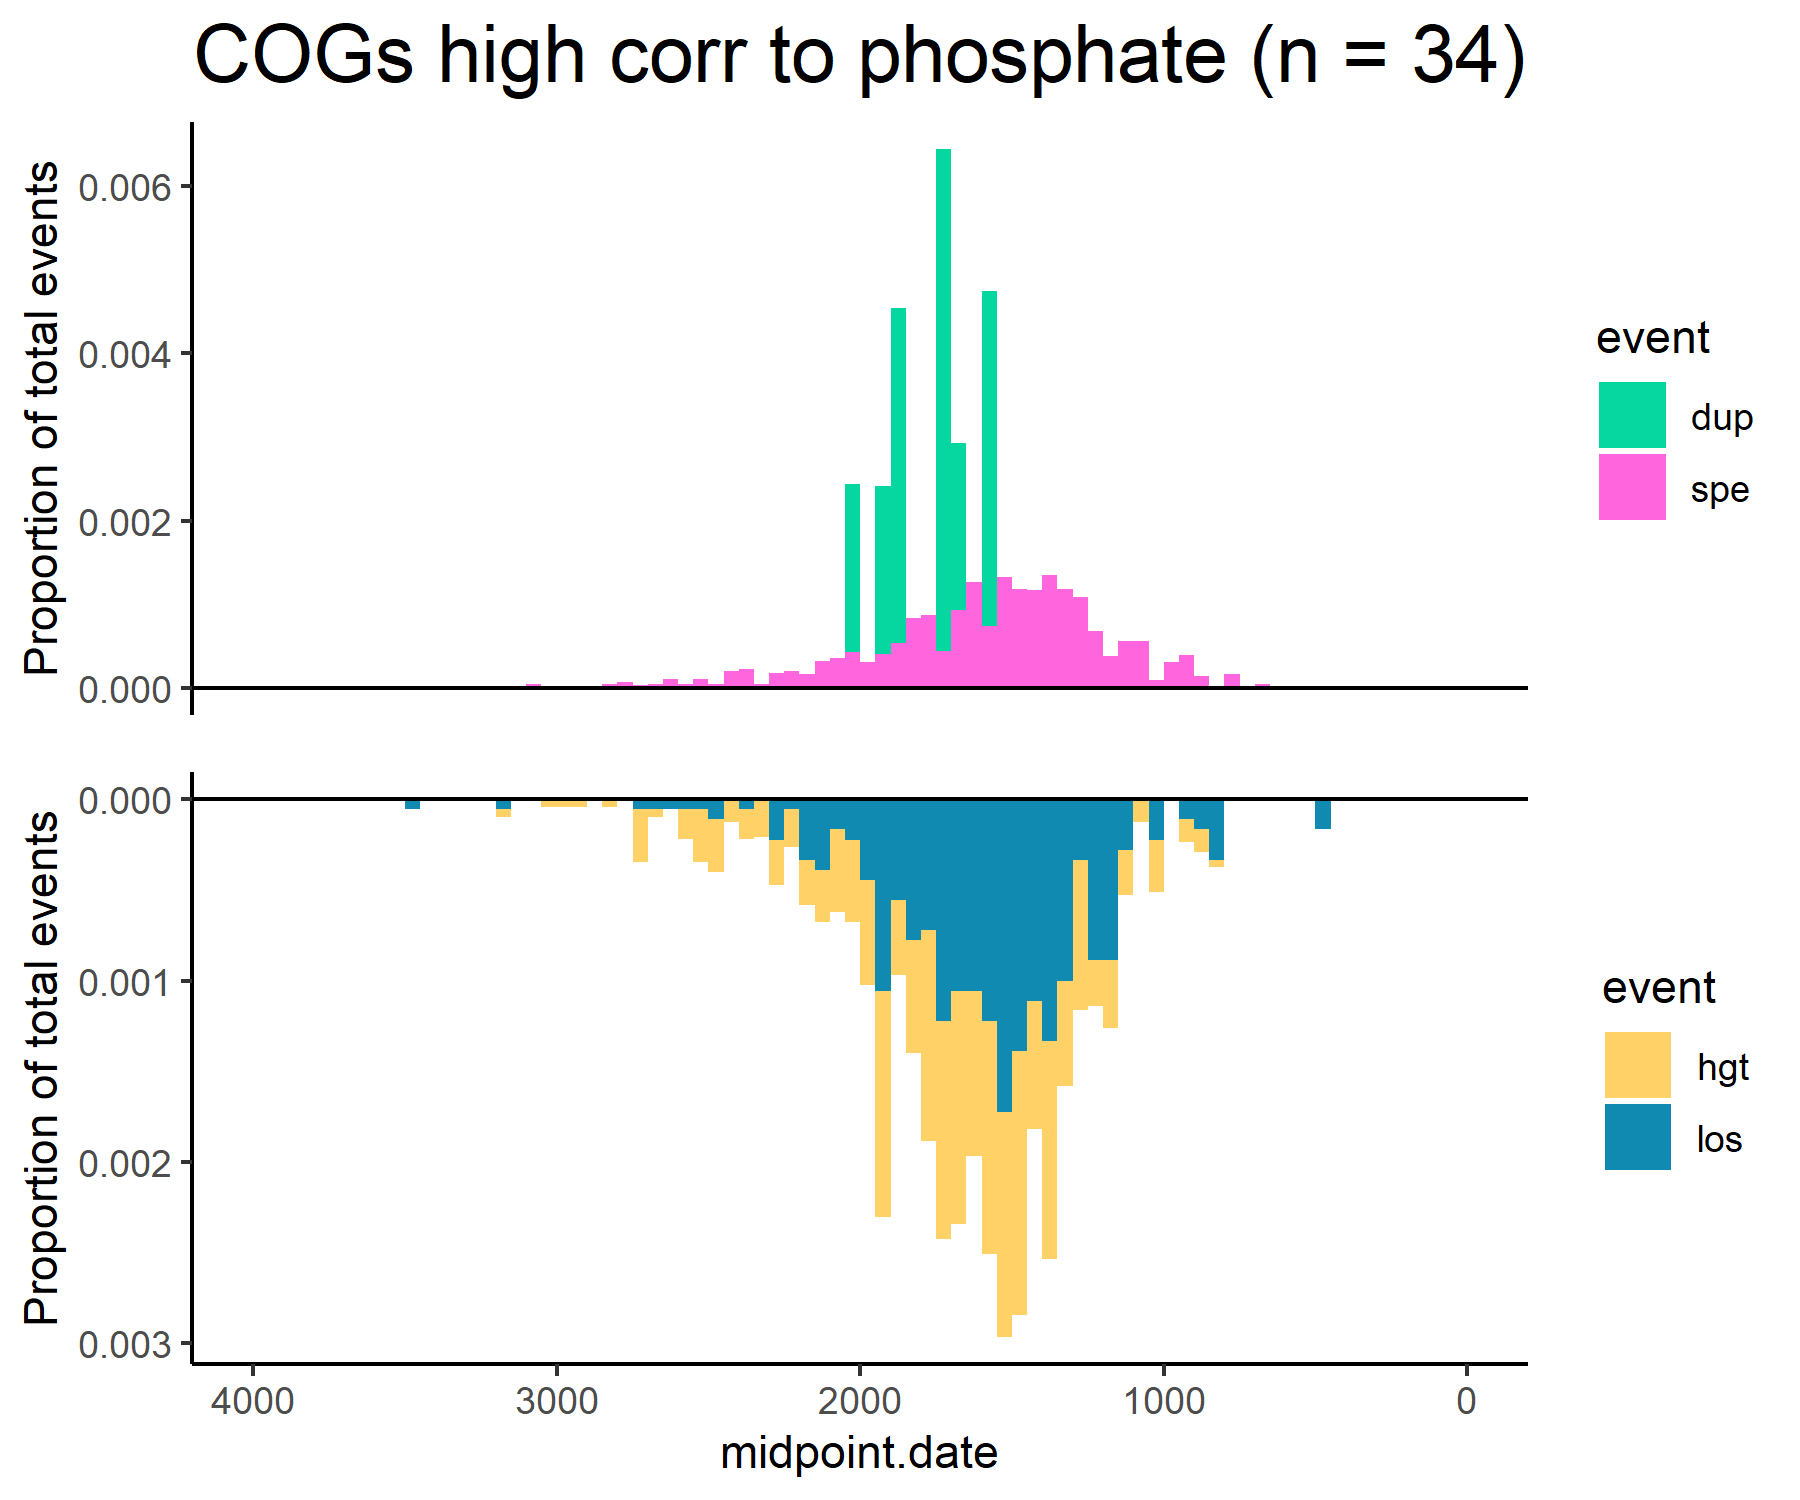 COGs high corr to phosphate (n = 34)
Proportion of total events
0.006
0.004
0.002
0.000
event
dup
spe
Proportion of total events
0.000
0.001
0.002
0.003
event
hgt
los
4000 3000 2000 1000 0
midpoint.date